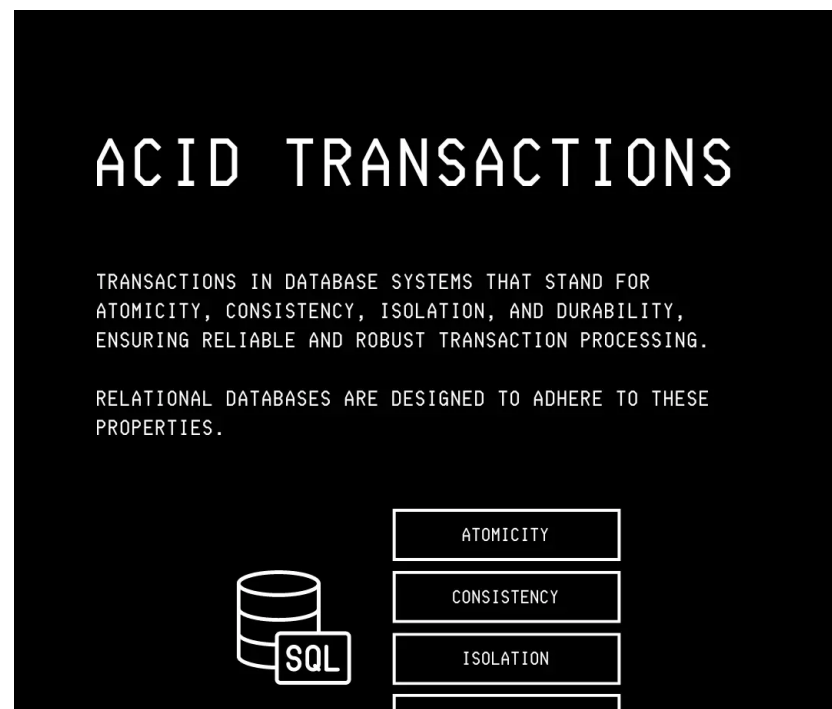 ACID TRANSACTIONS
TRANSACTIONS IN DATABASE SYSTEMS THAT STAND FOR
ATOMICITY, CONSISTENCY, ISOLATION, AND DURABILITY,
ENSURING RELIABLE AND ROBUST TRANSACTION PROCESSING.
RELATIONAL DATABASES ARE DESIGNED TO ADHERE TO THESE
PROPERTIES.
ATOMICITY
CONSISTENCY
SQL
ISOLATION